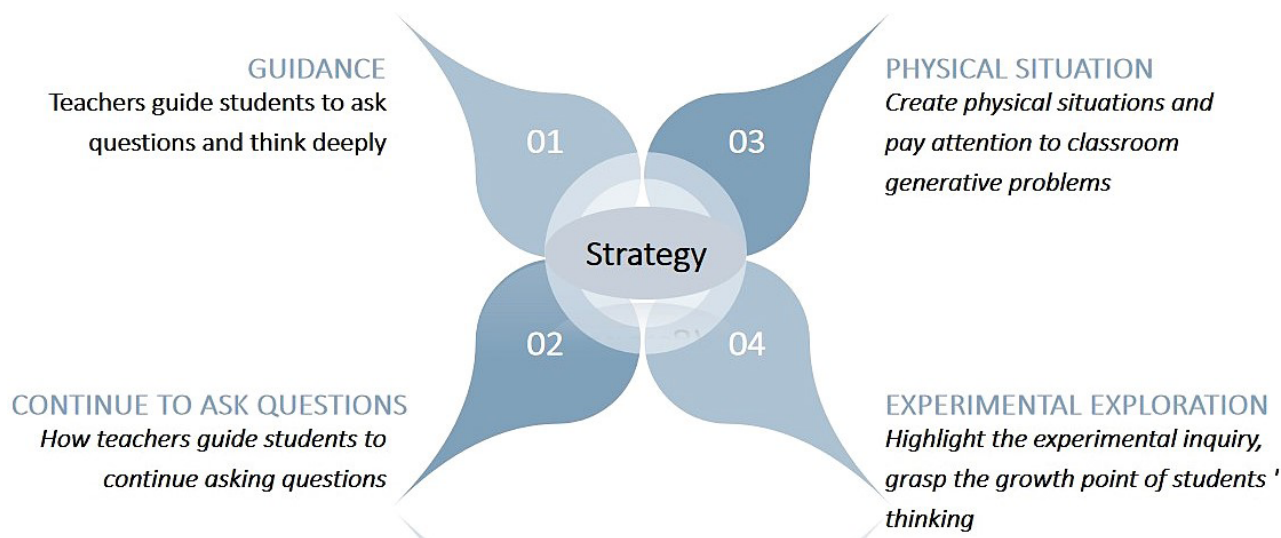 GUIDANCE
Teachers guide students to ask
questions and think deeply
01
02
CONTINUE TO ASK QUESTIONS
How teachers guide students to
continue asking questions
Strategy
03
PHYSICAL SITUATION
Create physical situations and
pay attention to classroom
generative problems
04
EXPERIMENTAL EXPLORATION
Highlight the experimental inquiry,
grasp the growth point of students '
thinking